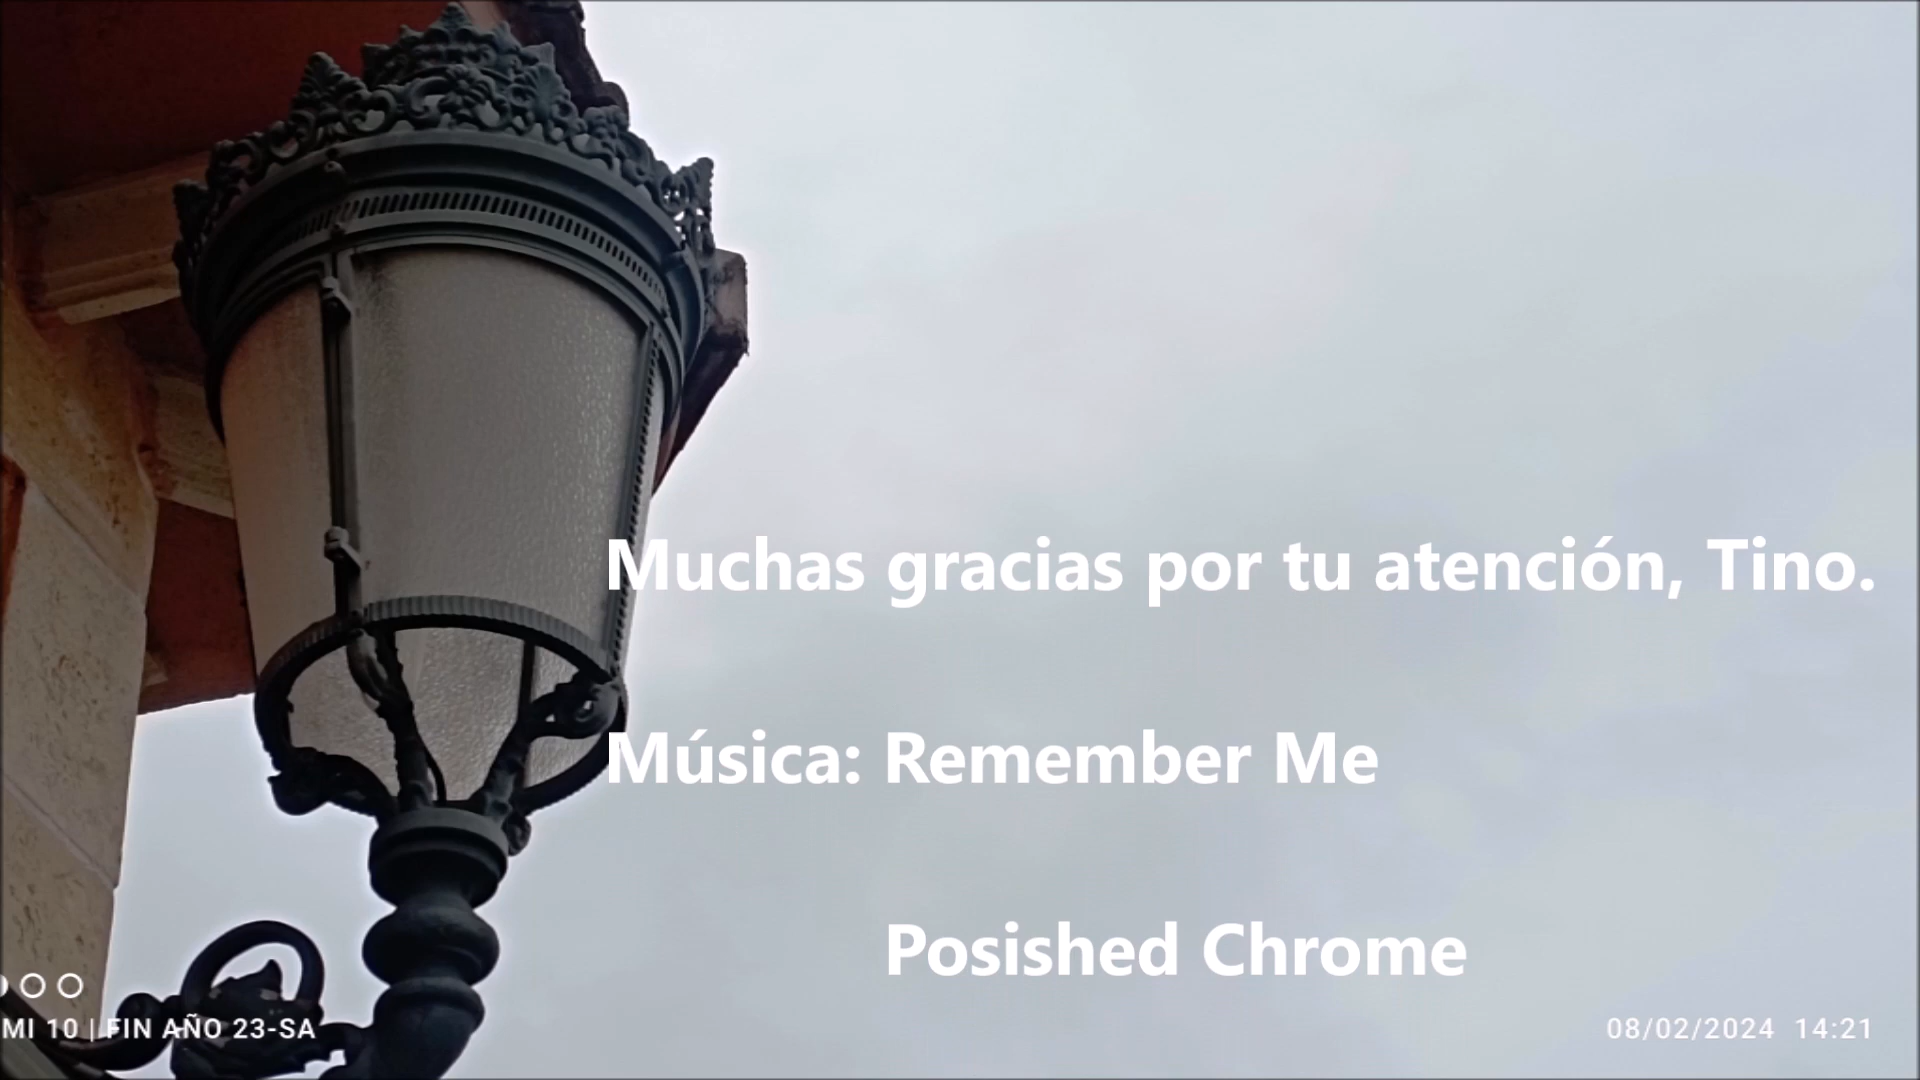 Muchas gracias por tu atención, Tino.
Música: Remember Me
Posished Chrome
MI 10 | FIN AÑO 23-SA
08/02/2024 14:21